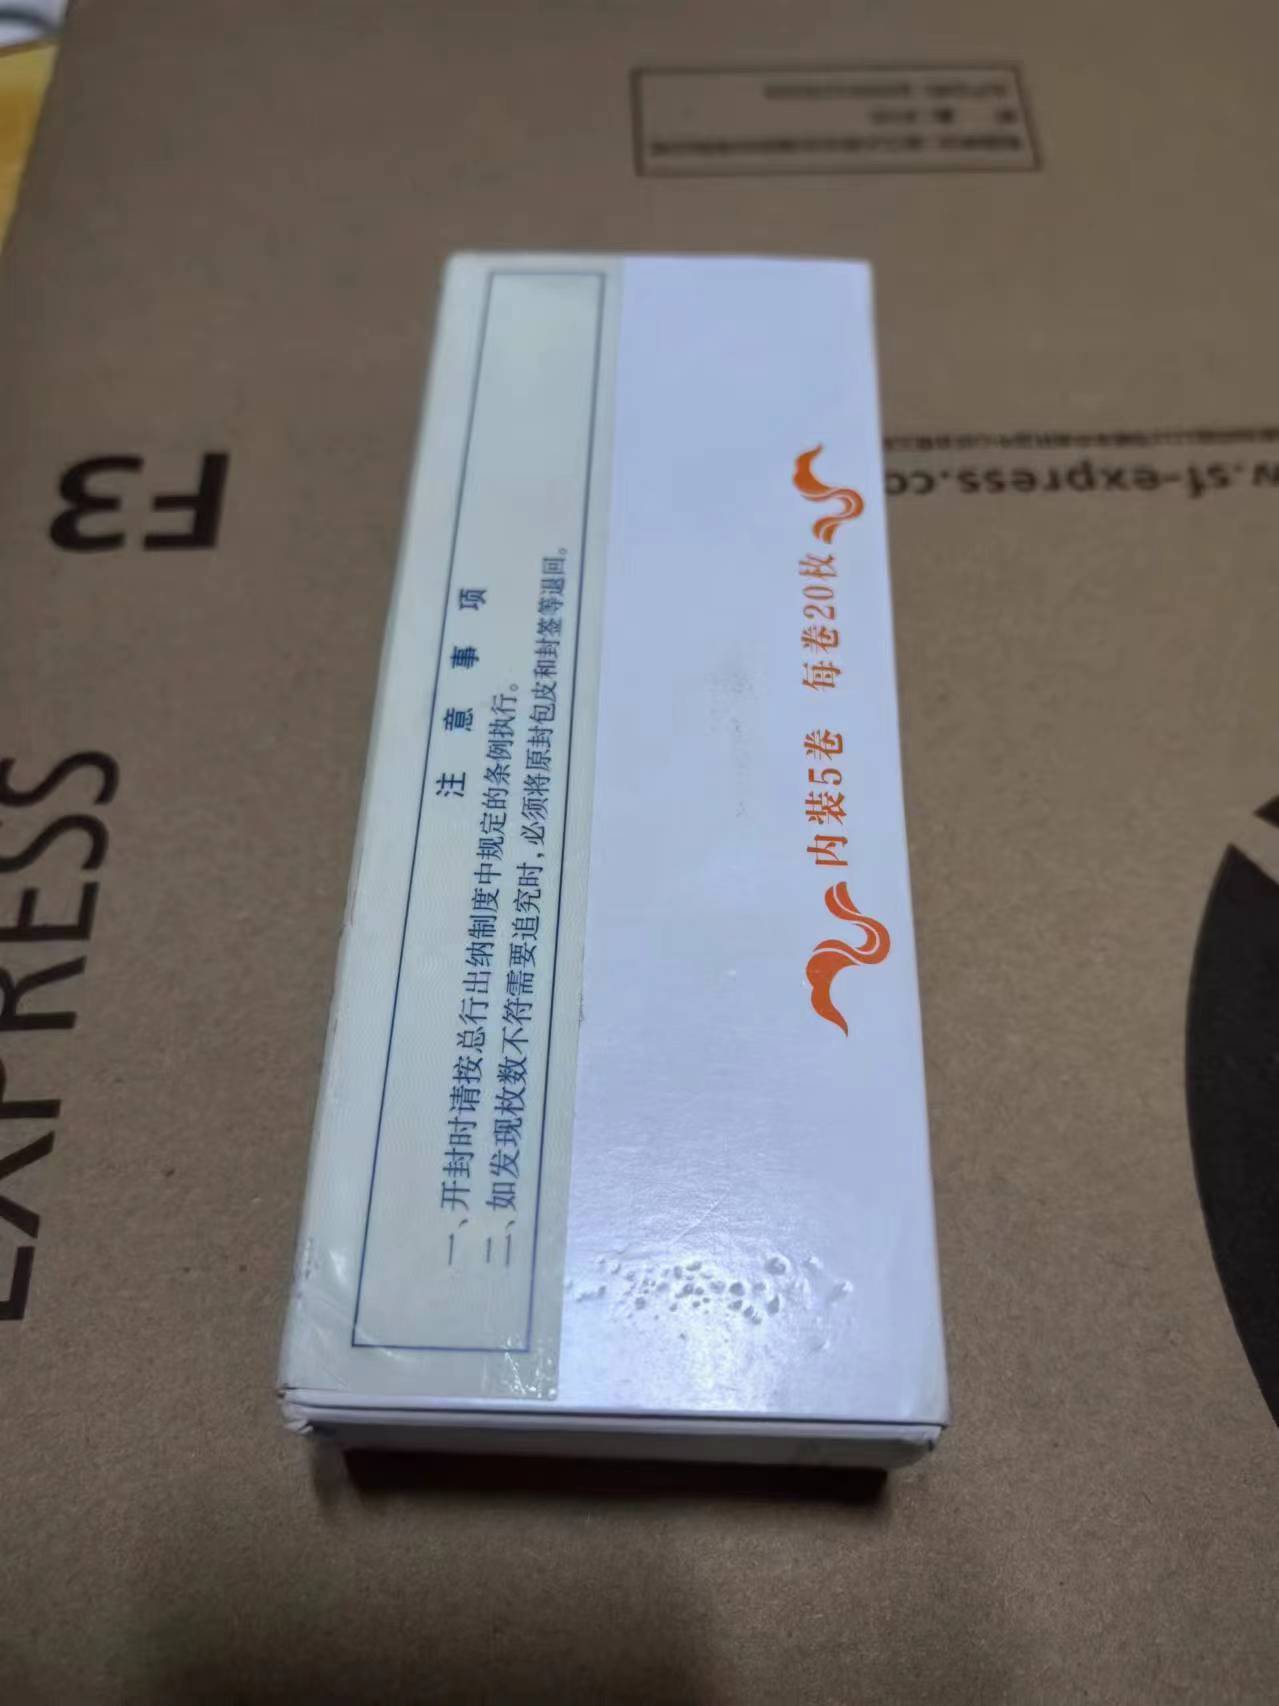 注意事项
一、开封时请按总行出纳制度中规定的条例执行。
二、如发现枚数不符需要追究时,必须将原封包皮和封签等退回。
内装5卷 每卷20枚
F3
EXPRESS
w.sf-express.co